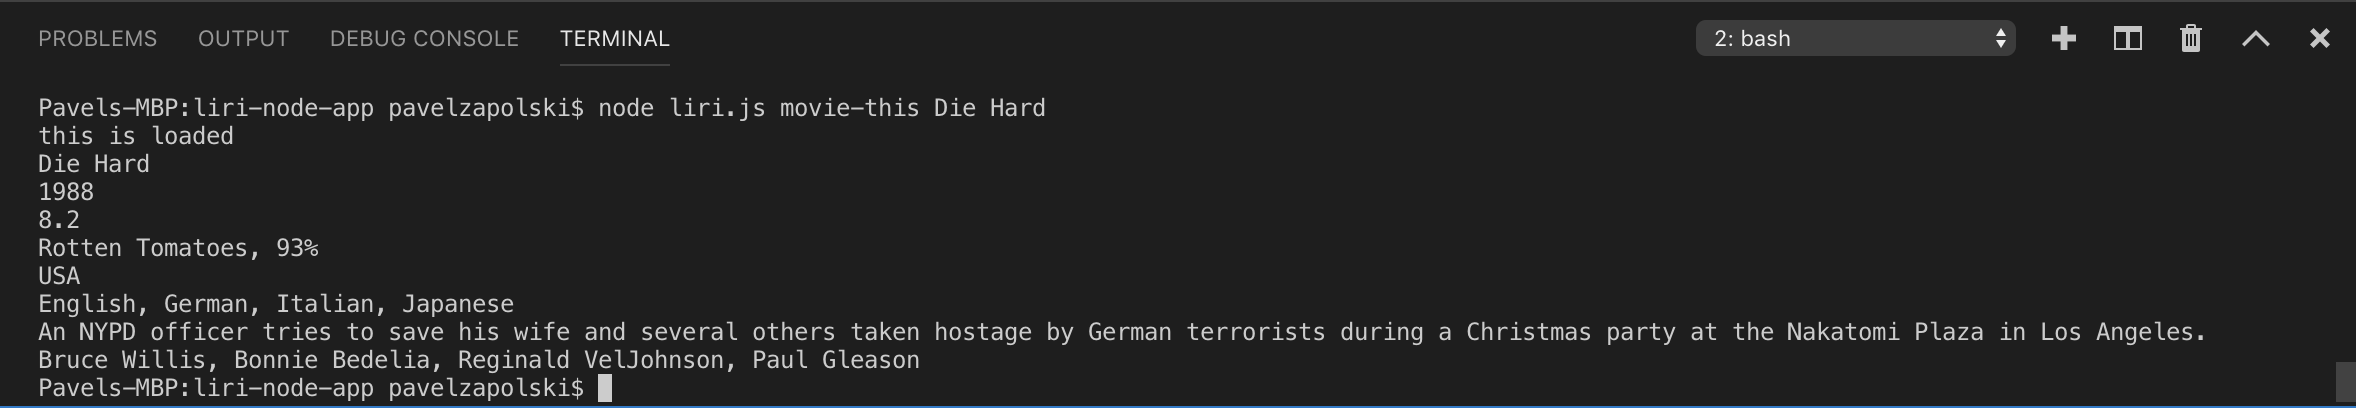 PROBLEMS OUTPUT DEBUG CONSOLE TERMINAL 2: bash
Pavels-MBP:liri-node-app pavelzapolski$ node liri.js movie-this Die Hard
this is loaded
Die Hard
1988
8.2
Rotten Tomatoes, 93%
USA
English, German, Italian, Japanese
An NYPD officer tries to save his wife and several others taken hostage by German terrorists during a Christmas party at the Nakatomi Plaza in Los Angeles.
Bruce Willis, Bonnie Bedelia, Reginald VelJohnson, Paul Gleason
Pavels-MBP:liri-node-app pavelzapolski$